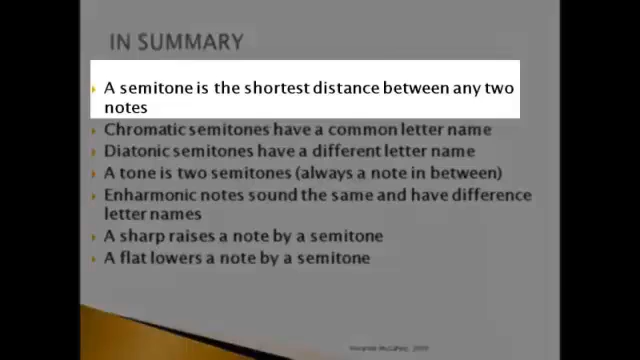 IN SUMMARY
A semitone is the shortest distance between any two
notes
Chromatic semitones have a common letter name
Diatonic semitones have a different letter name
A tone is two semitones (always a note in between)
Enharmonic notes sound the same and have difference
letter names
A sharp raises a note by a semitone
A flat lowers a note by a semitone